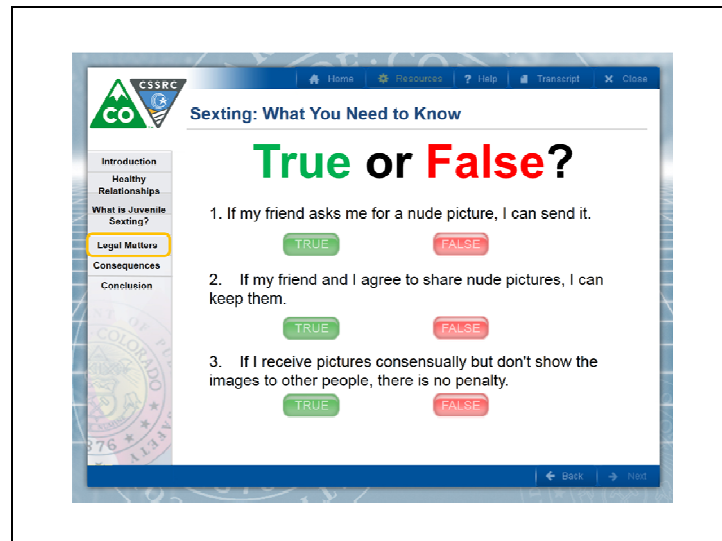 CSSRC
CO
Home
Resources
? Help
Transcript
X Close
Sexting: What You Need to Know
Introduction
Healthy
Relationships
What is Juvenile
Sexting?
Legal Matters
Consequences
Conclusion
True or False?
1. If my friend asks me for a nude picture, I can send it.
TRUE
FALSE
2. If my friend and I agree to share nude pictures, I can
keep them.
TRUE
FALSE
3. If I receive pictures consensually but don't show the
images to other people, there is no penalty.
TRUE
FALSE
COLORADO
SAFETY
876
Back
Next